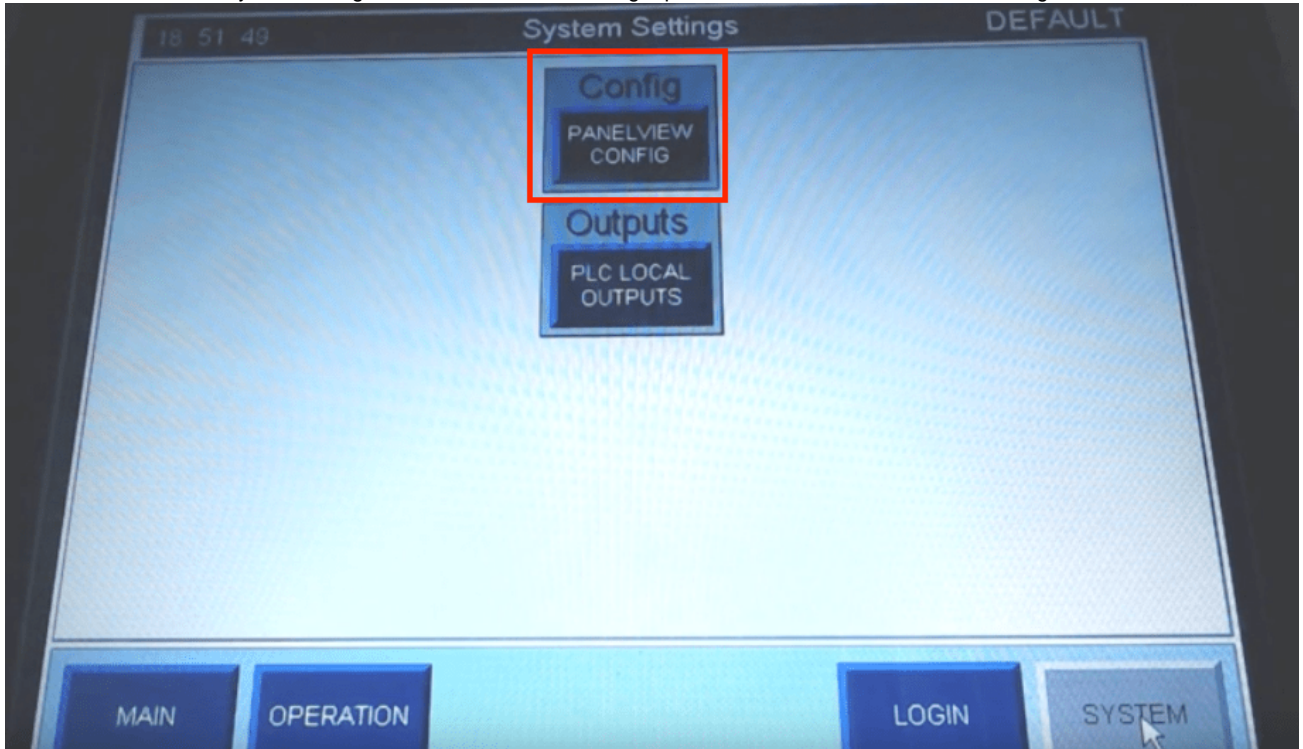 18 51 49
System Settings
DEFAULT
Config
PANELVIEW
CONFIG
Outputs
PLC LOCAL
OUTPUTS
MAIN
OPERATION
LOGIN
SYSTEM